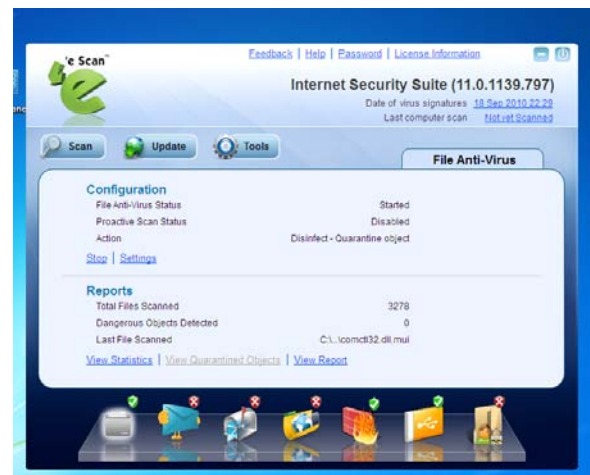 e Scan
Feedback | Help | Password | License Information
Internet Security Suite (11.0.1139.797)
Date of virus signatures 18 Sep 2010 22:29
Last computer scan Not yet Scanned
Scan Update Tools
File Anti-Virus
Configuration
File Anti-Virus Status Started
Proactive Scan Status Disabled
Action Disinfect - Quarantine object
Stop | Settings
Reports
Total Files Scanned 3278
Dangerous Objects Detected 0
Last File Scanned C:\...\comctl32.dll.mui
View Statistics | View Quarantined Objects | View Report